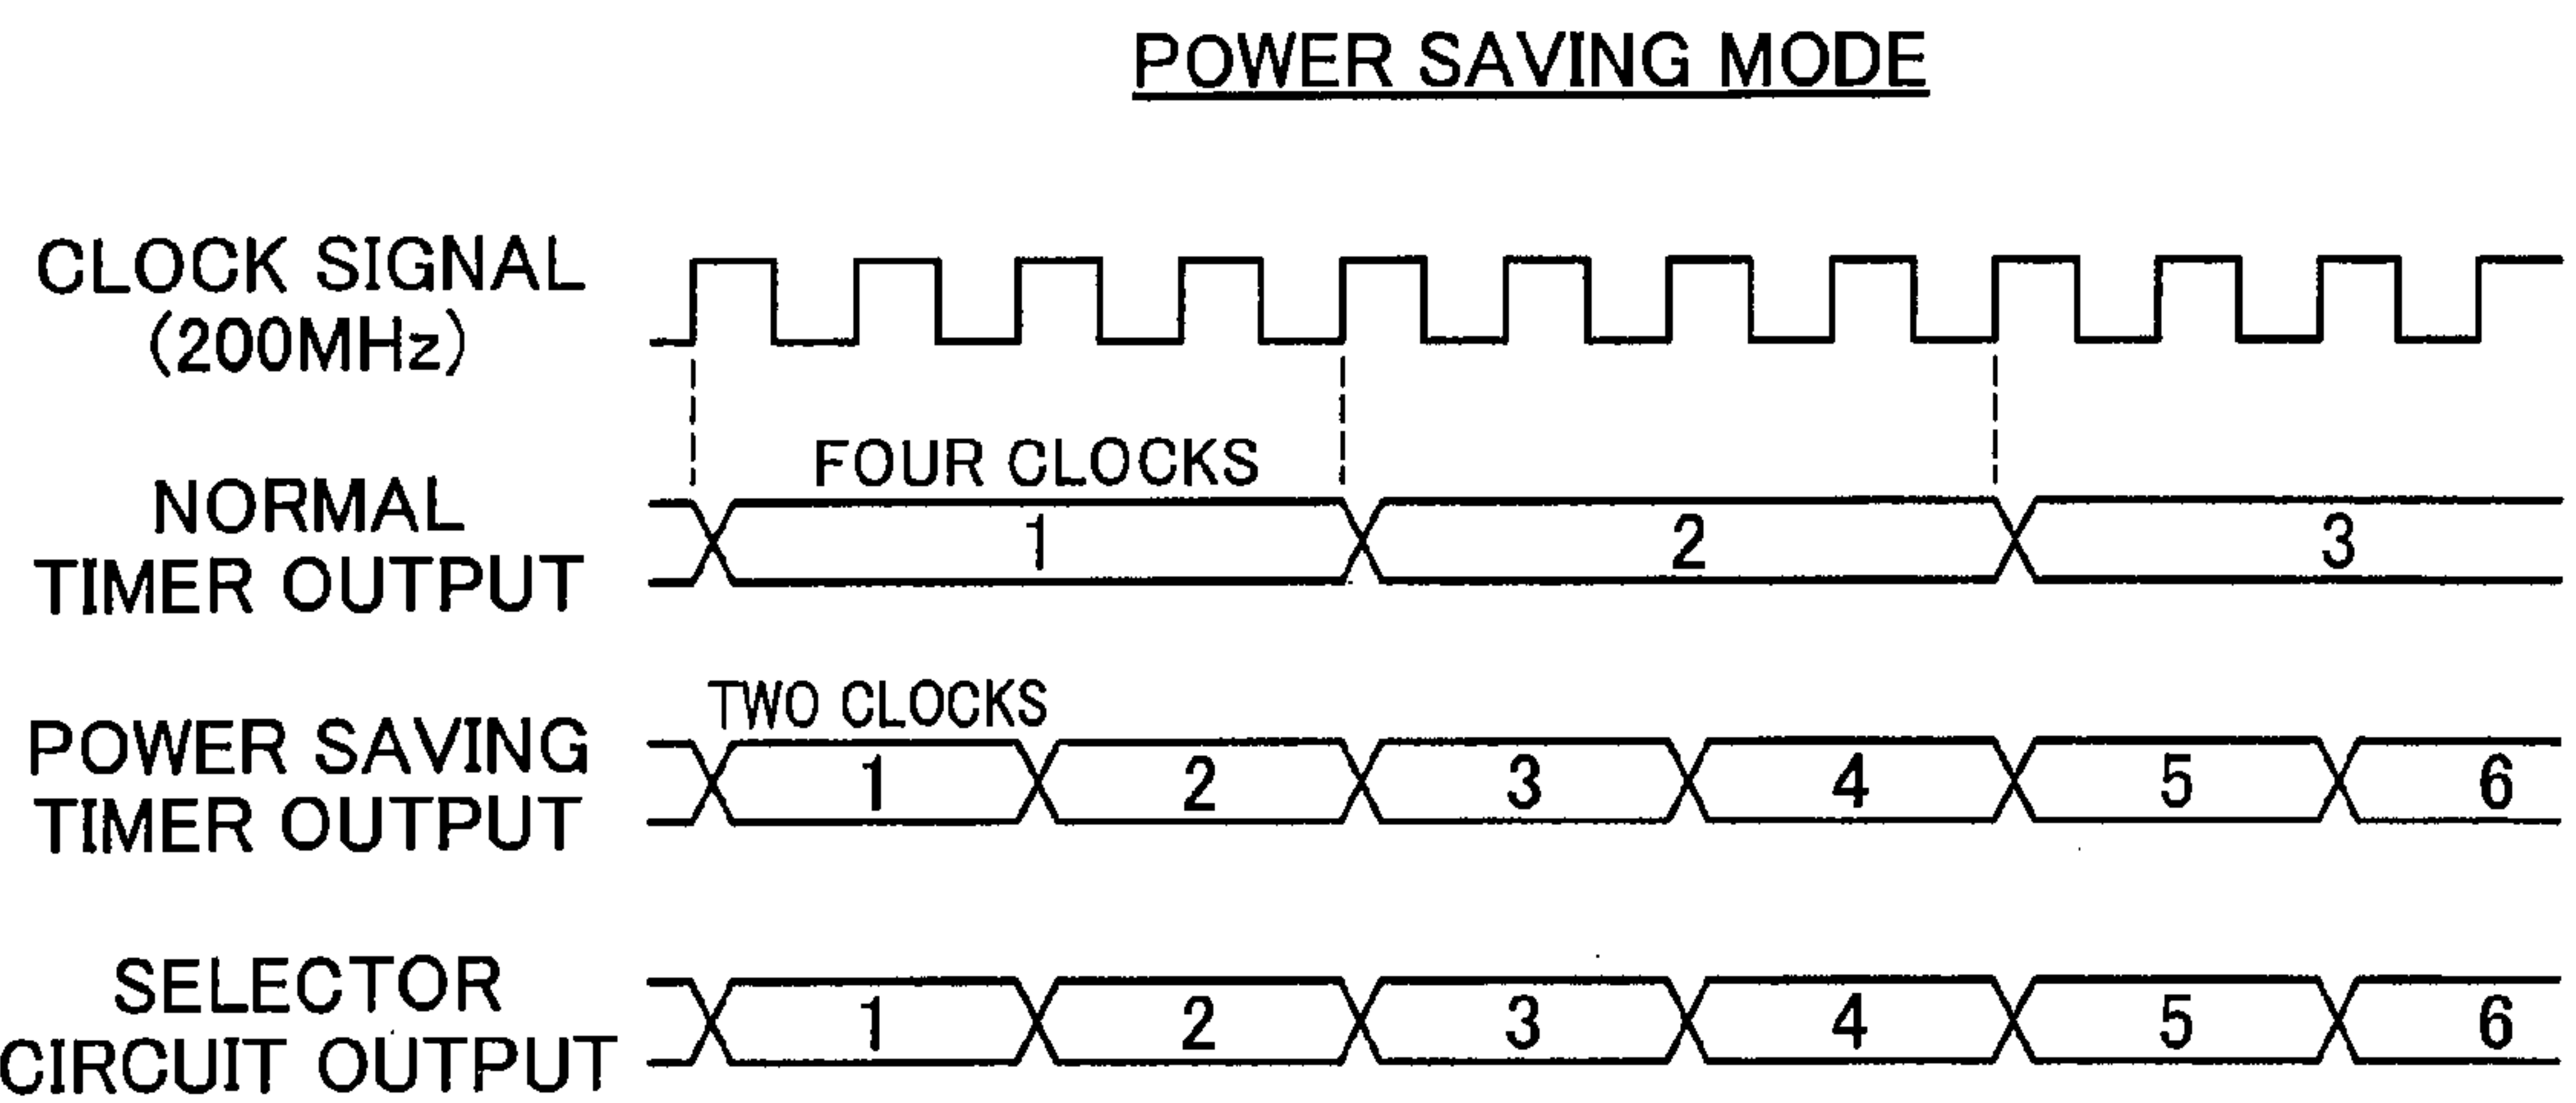 POWER SAVING MODE
CLOCK SIGNAL
(200MHz)
FOUR CLOCKS
NORMAL
TIMER OUTPUT
1 2 3
TWO CLOCKS
POWER SAVING
TIMER OUTPUT
1 2 3 4 5 6
SELECTOR
CIRCUIT OUTPUT
1 2 3 4 5 6